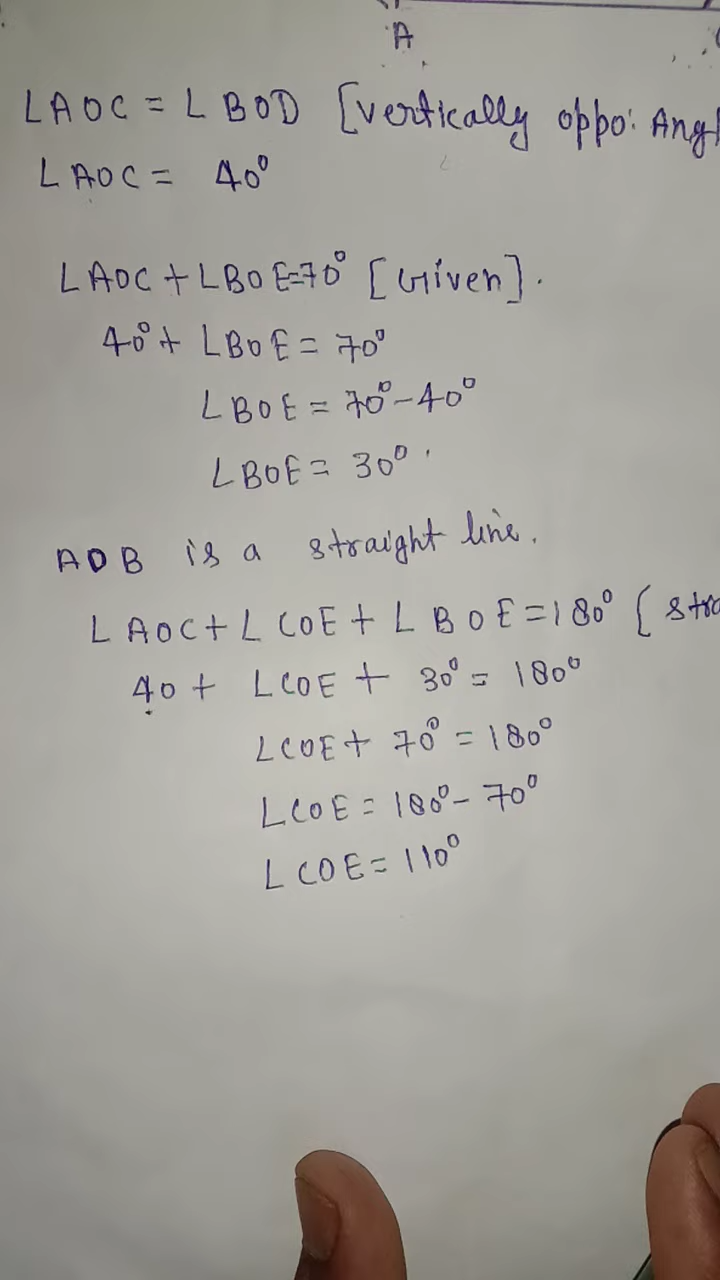 A
∠AOC = ∠BOD [vertically oppo: Angl
∠AOC = 40°
∠AOC + ∠BOE=70° [Given].
40° + ∠BOE = 70°
∠BOE = 70° - 40°
∠BOE = 30°
AOB is a straight line.
∠AOC + ∠COE + ∠BOE = 180° [stra
40 + ∠COE + 30° = 180°
∠COE + 70° = 180°
∠COE = 180° - 70°
∠COE = 110°